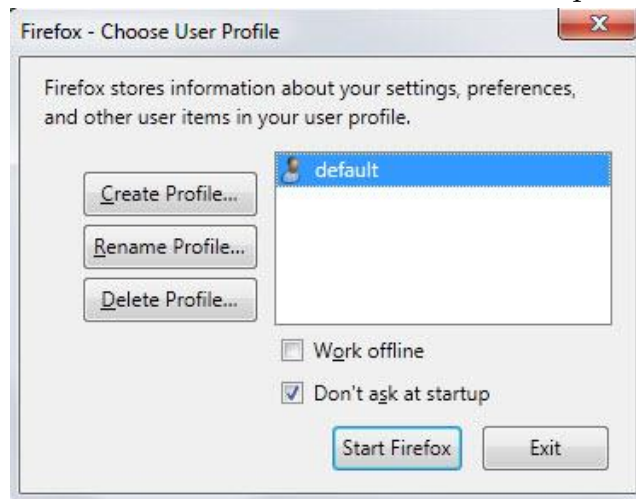 Firefox - Choose User Profile
Firefox stores information about your settings, preferences,
and other user items in your user profile.
default
Create Profile...
Rename Profile...
Delete Profile...
Work offline
Don't ask at startup
Start Firefox
Exit